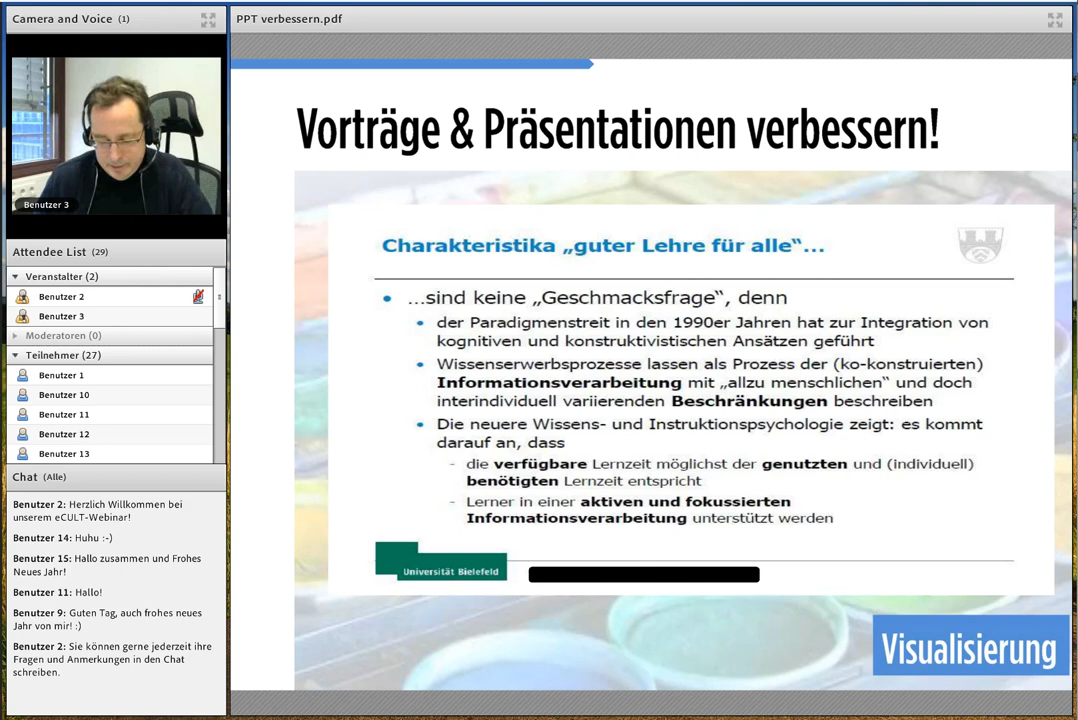 Camera and Voice (1)
Benutzer 3
Attendee List (29)
Veranstalter (2)
Benutzer 2
Benutzer 3
Moderatoren (0)
Teilnehmer (27)
Benutzer 1
Benutzer 10
Benutzer 11
Benutzer 12
Benutzer 13
Chat (Alle)
Benutzer 2: Herzlich Willkommen bei
unserem eCULT-Webinar!
Benutzer 14: Huhu :-)
Benutzer 15: Hallo zusammen und Frohes
Neues Jahr!
Benutzer 11: Hallo!
Benutzer 9: Guten Tag, auch frohes neues
Jahr von mir! :)
Benutzer 2: Sie können gerne jederzeit ihre
Fragen und Anmerkungen in den Chat
schreiben.
PPT verbessern.pdf
Vorträge & Präsentationen verbessern!
Charakteristika „guter Lehre für alle“...
• ...sind keine „Geschmacksfrage“, denn
• der Paradigmenstreit in den 1990er Jahren hat zur Integration von
kognitiven und konstruktivistischen Ansätzen geführt
• Wissenserwerbsprozesse lassen als Prozess der (ko-konstruierten)
Informationsverarbeitung mit „allzu menschlichen“ und doch
interindividuell variierenden Beschränkungen beschreiben
• Die neuere Wissens- und Instruktionspsychologie zeigt: es kommt
darauf an, dass
- die verfügbare Lernzeit möglichst der genutzten und (individuell)
benötigten Lernzeit entspricht
- Lerner in einer aktiven und fokussierten
Informationsverarbeitung unterstützt werden
Universität Bielefeld
Visualisierung